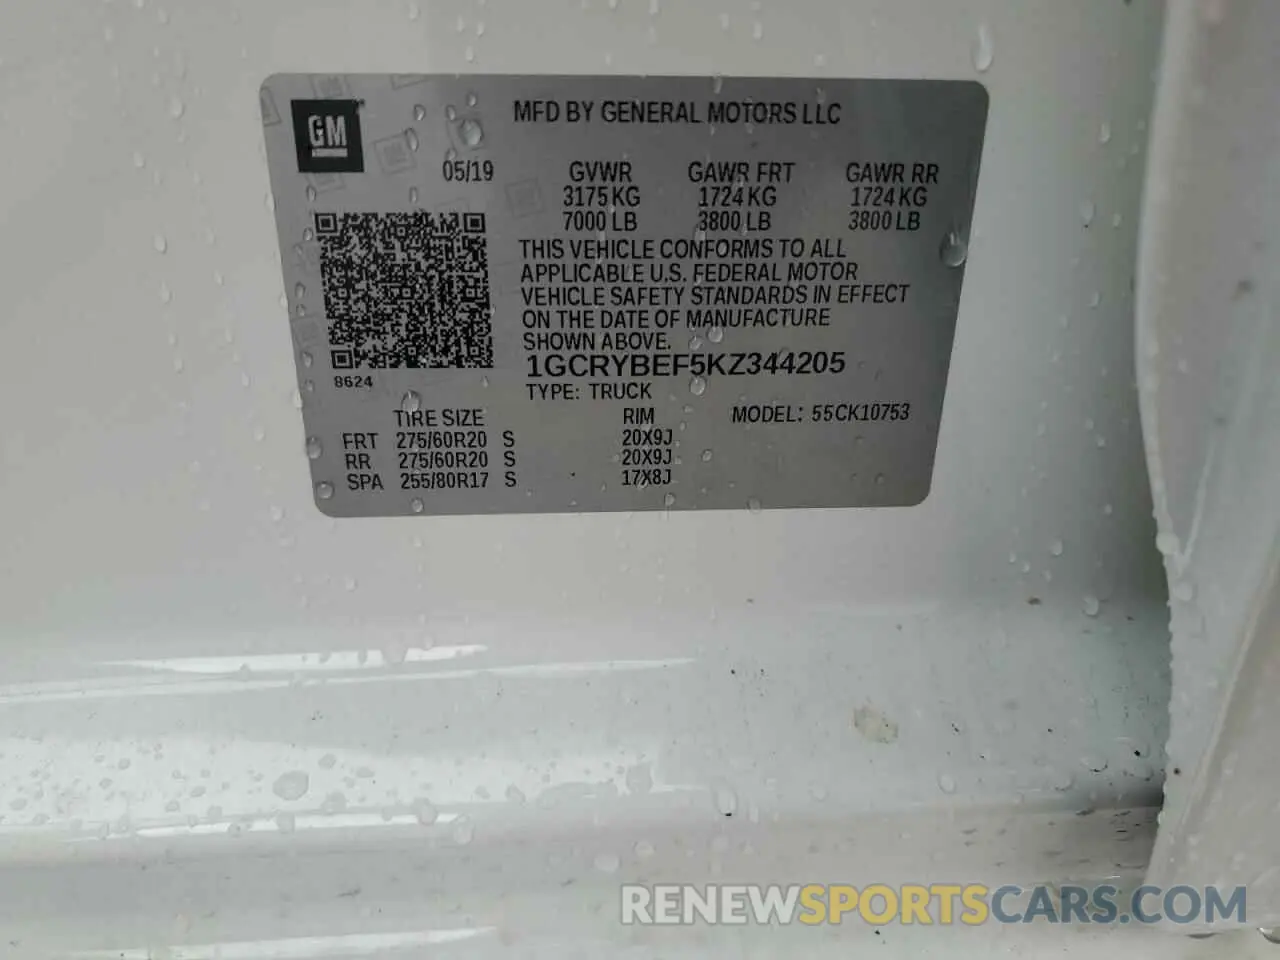 MFD BY GENERAL MOTORS LLC
GM
05/19 GVWR GAWR FRT GAWR RR
3175 KG 1724 KG 1724 KG
7000 LB 3800 LB 3800 LB
THIS VEHICLE CONFORMS TO ALL
APPLICABLE U.S. FEDERAL MOTOR
VEHICLE SAFETY STANDARDS IN EFFECT
ON THE DATE OF MANUFACTURE
SHOWN ABOVE.
1GCRYBEF5KZ344205
8624
TYPE: TRUCK
TIRE SIZE RIM MODEL: 55CK10753
FRT 275/60R20 S 20X9J
RR 275/60R20 S 20X9J
SPA 255/80R17 S 17X8J
RENEWSPORTSCARS.COM